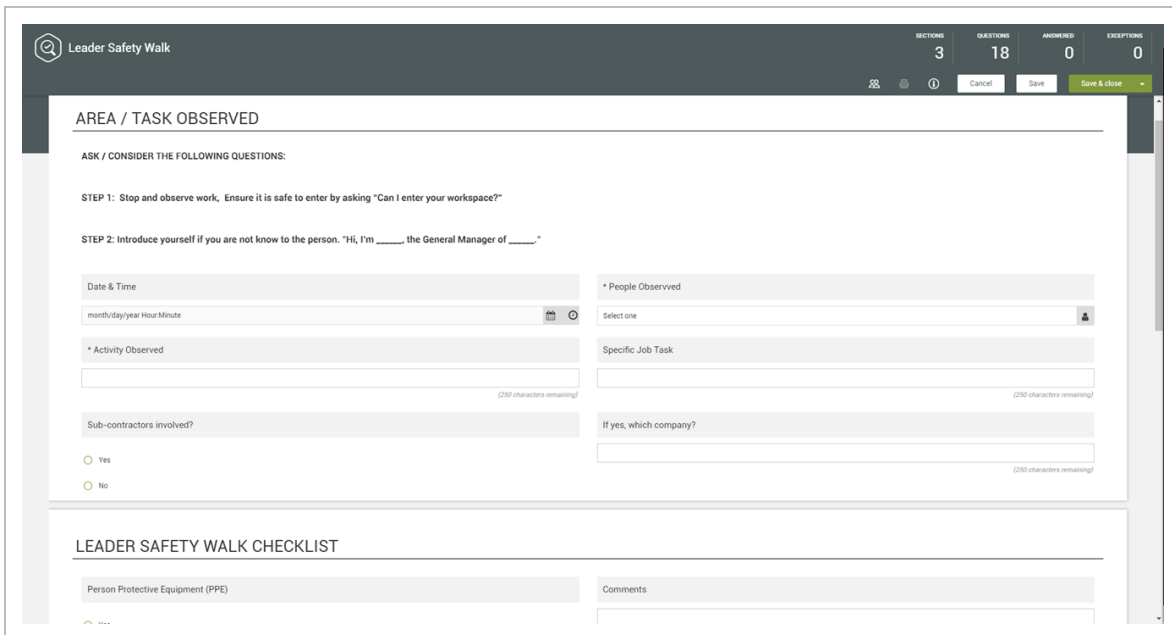 Leader Safety Walk
SECTIONS
3
QUESTIONS
18
ANSWERED
0
EXCEPTIONS
0
Cancel
Save
Save & close
AREA / TASK OBSERVED
ASK / CONSIDER THE FOLLOWING QUESTIONS:
STEP 1: Stop and observe work, Ensure it is safe to enter by asking "Can I enter your workspace?"
STEP 2: Introduce yourself if you are not know to the person. "Hi, I'm ______, the General Manager of ______."
Date & Time
* People Observved
month/day/year Hour:Minute
Select one
* Activity Observed
Specific Job Task
(250 characters remaining)
(250 characters remaining)
Sub-contractors involved?
If yes, which company?
Yes
(250 characters remaining)
No
LEADER SAFETY WALK CHECKLIST
Person Protective Equipment (PPE)
Comments